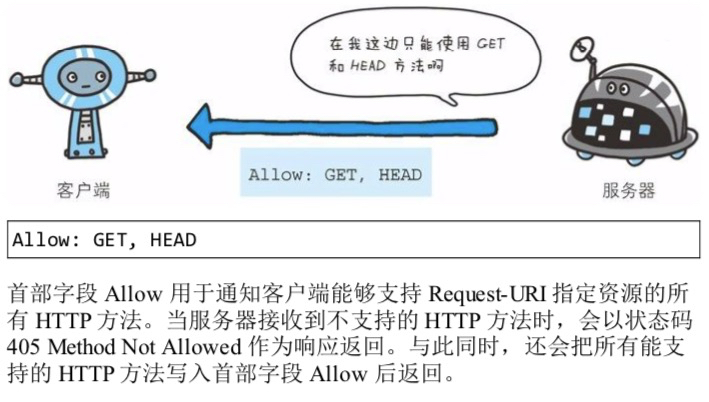 在我这边只能使用 GET
和 HEAD 方法啊
Allow: GET, HEAD
客户端
服务器
Allow: GET, HEAD
首部字段 Allow 用于通知客户端能够支持 Request-URI 指定资源的所
有 HTTP 方法。当服务器接收到不支持的 HTTP 方法时，会以状态码
405 Method Not Allowed 作为响应返回。与此同时，还会把所有能支
持的 HTTP 方法写入首部字段 Allow 后返回。